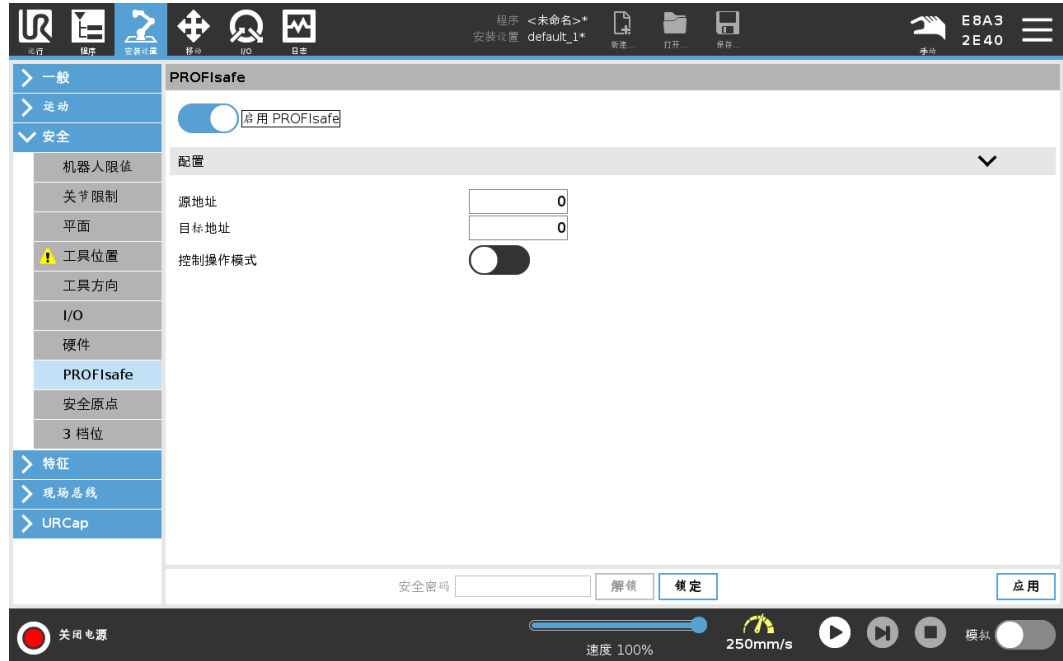 UR
运行
程序
安装设置
移动
I/O
日志
程序 <未命名>*
安装设置 default_1*
新建...
打开...
保存...
手动
E8A3
2E40
一般
运动
安全
机器人限值
关节限制
平面
工具位置
工具方向
I/O
硬件
PROFIsafe
安全原点
3 档位
特征
现场总线
URCap
PROFIsafe
启用 PROFIsafe
配置
源地址 0
目标地址 0
控制操作模式
安全密码 解锁 锁定 应用
关闭电源
速度 100%
250mm/s
模拟